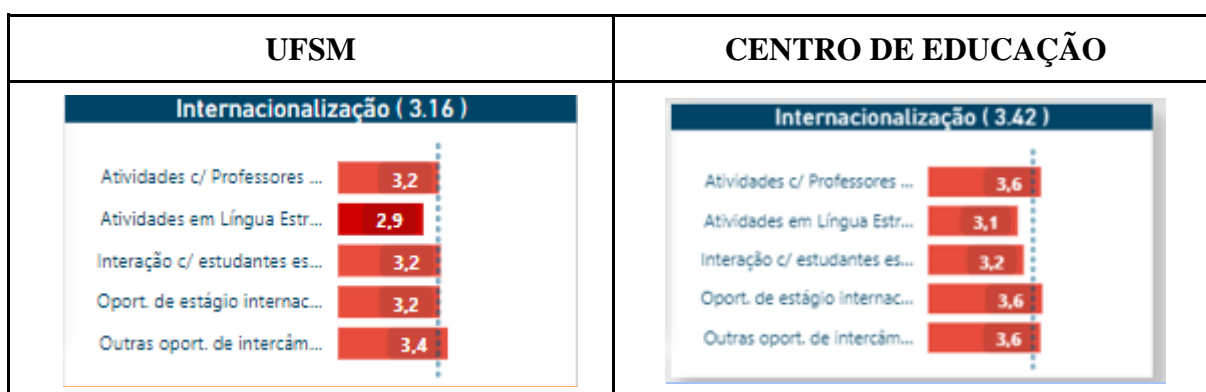 UFSM
CENTRO DE EDUCAÇÃO
Internacionalização ( 3.16 )
Atividades c/ Professores ... 3,2
Atividades em Língua Estr... 2,9
Interação c/ estudantes es... 3,2
Oport. de estágio internac... 3,2
Outras oport. de intercâm... 3,4
Internacionalização ( 3.42 )
Atividades c/ Professores ... 3,6
Atividades em Língua Estr... 3,1
Interação c/ estudantes es... 3,2
Oport. de estágio internac... 3,6
Outras oport. de intercâm... 3,6